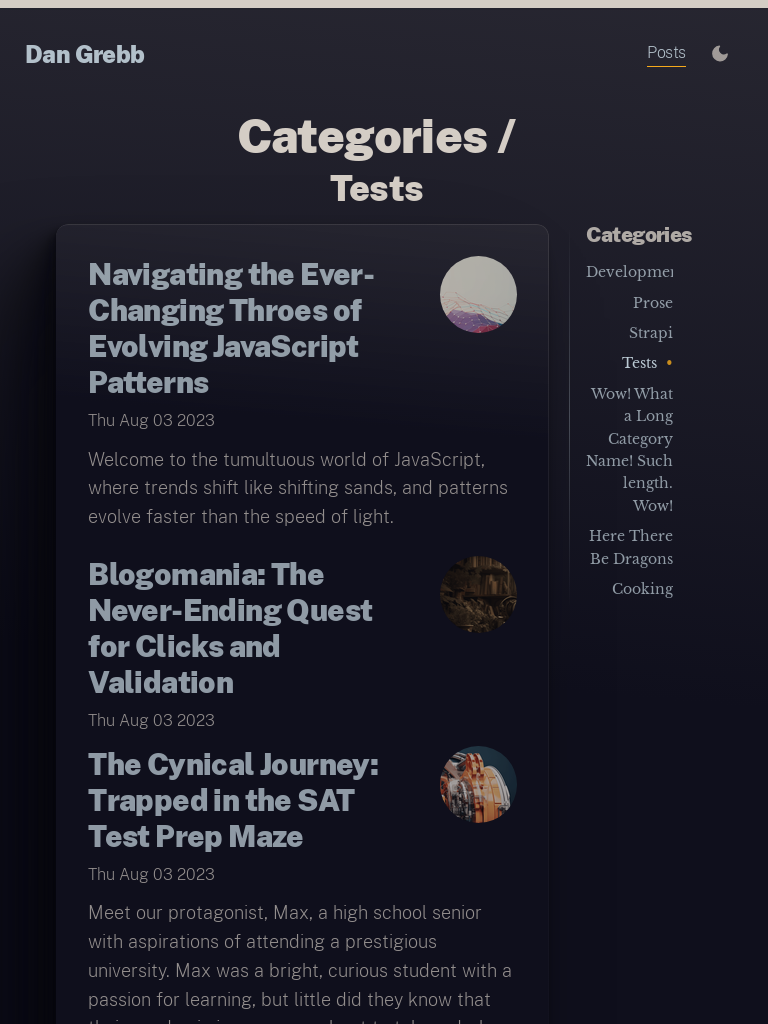 Dan Grebb
Posts
Categories /
Tests
Navigating the Ever-
Changing Throes of
Evolving JavaScript
Patterns
Thu Aug 03 2023
Welcome to the tumultuous world of JavaScript,
where trends shift like shifting sands, and patterns
evolve faster than the speed of light.
Blogomania: The
Never-Ending Quest
for Clicks and
Validation
Thu Aug 03 2023
The Cynical Journey:
Trapped in the SAT
Test Prep Maze
Thu Aug 03 2023
Meet our protagonist, Max, a high school senior
with aspirations of attending a prestigious
university. Max was a bright, curious student with a
passion for learning, but little did they know that
Categories
Prose
Strapi
Tests •
Wow! What
a Long
Category
Name! Such
length.
Wow!
Here There
Be Dragons
Cooking